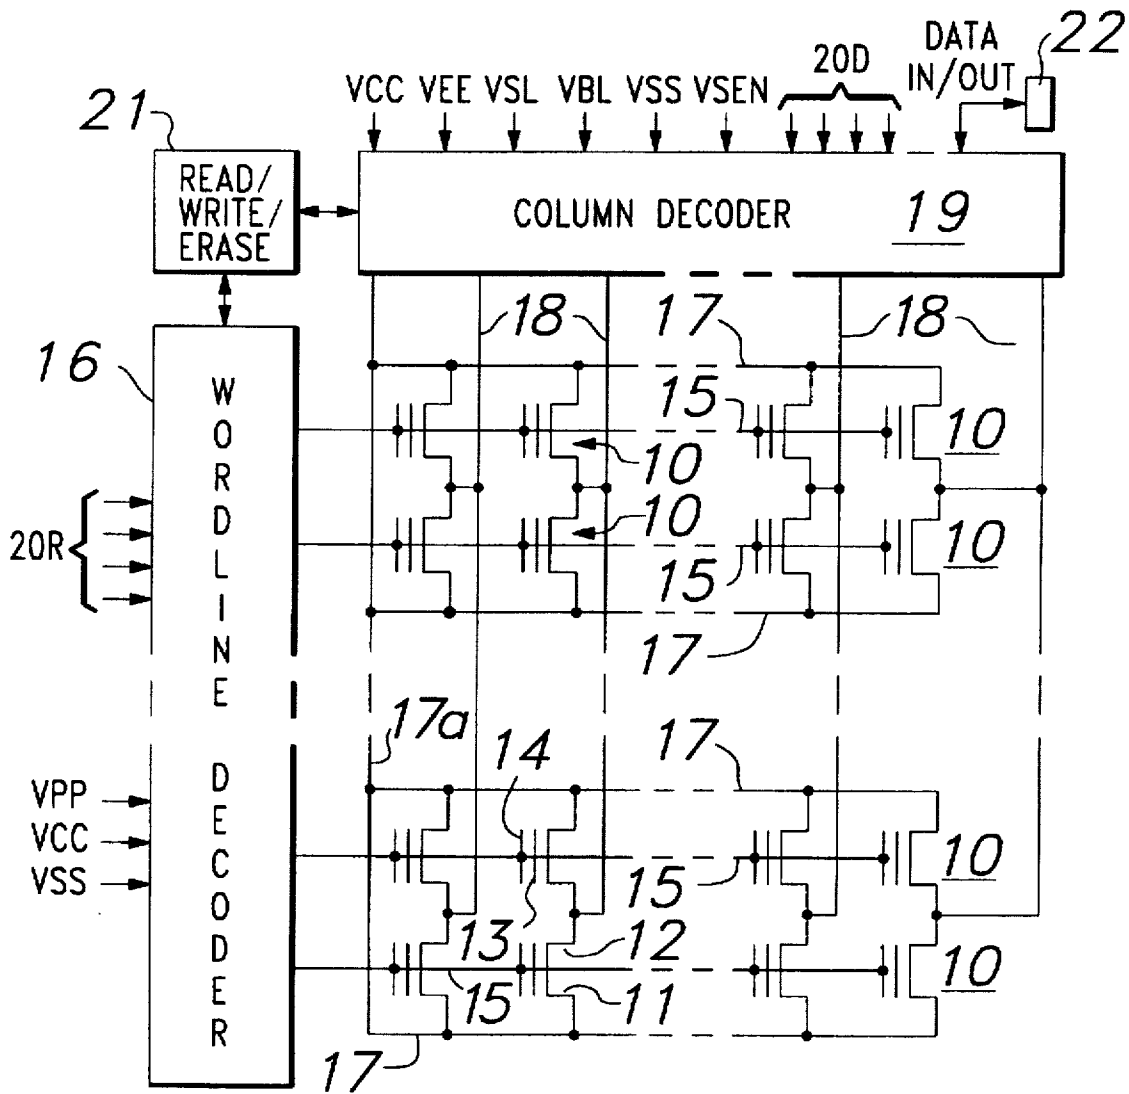 22
DATA
IN/OUT
20D
VCC VEE VSL VBL VSS VSEN
21
READ/
WRITE/
ERASE
COLUMN DECODER 19
18
17
18
16
15
10
10
10
20R
15
10
17
WORDLINE DECODER
17a
14
17
VPP
VCC
VSS
15
10
13
12
15
11
10
17